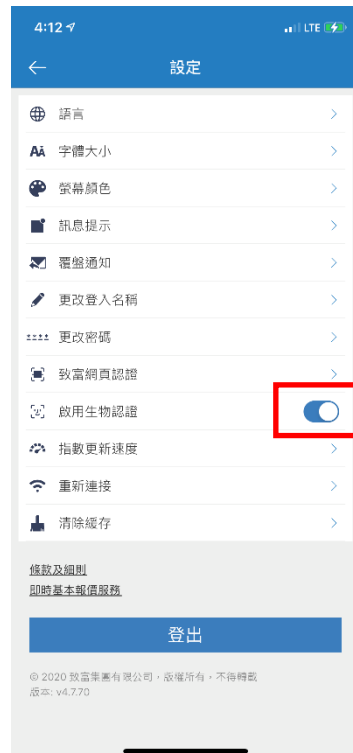 4:12
LTE
設定
語言
AA 字體大小
螢幕顏色
訊息提示
覆盤通知
更改登入名稱
更改密碼
致富網頁認證
啟用生物認證
指數更新速度
重新連接
清除緩存
條款及細則
即時基本報價服務
登出
© 2020 致富集團有限公司，版權所有，不得轉載
版本: v4.7.70